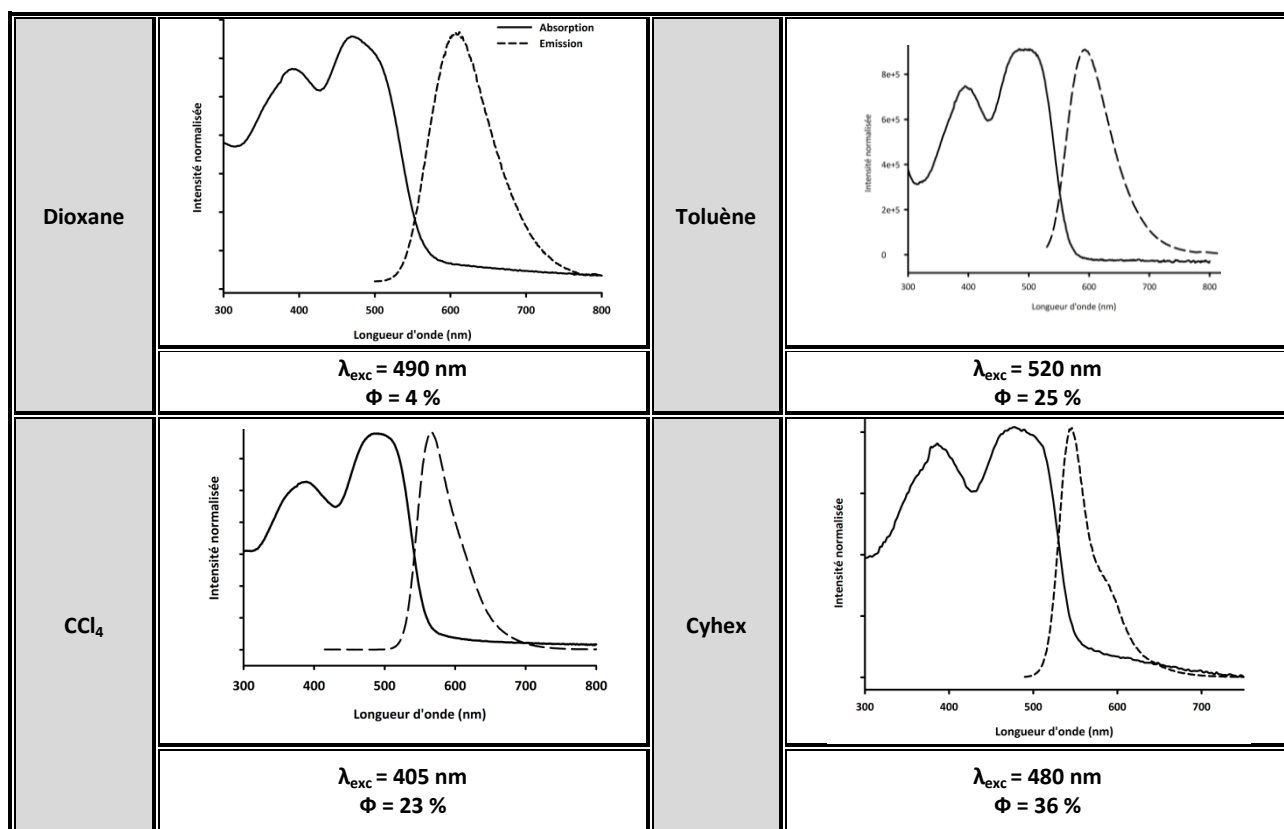 Dioxane
Absorption
Emission
Intensité normalisée
300 400 500 600 700 800
Longueur d'onde (nm)
λexc = 490 nm
Φ = 4 %
Toluène
8e+5
6e+5
4e+5
2e+5
0
Intensité normalisée
300 400 500 600 700 800
Longueur d'onde (nm)
λexc = 520 nm
Φ = 25 %
CCl4
Intensité normalisée
300 400 500 600 700 800
Longueur d'onde (nm)
λexc = 405 nm
Φ = 23 %
Cyhex
Intensité normalisée
300 400 500 600 700
Longueur d'onde (nm)
λexc = 480 nm
Φ = 36 %